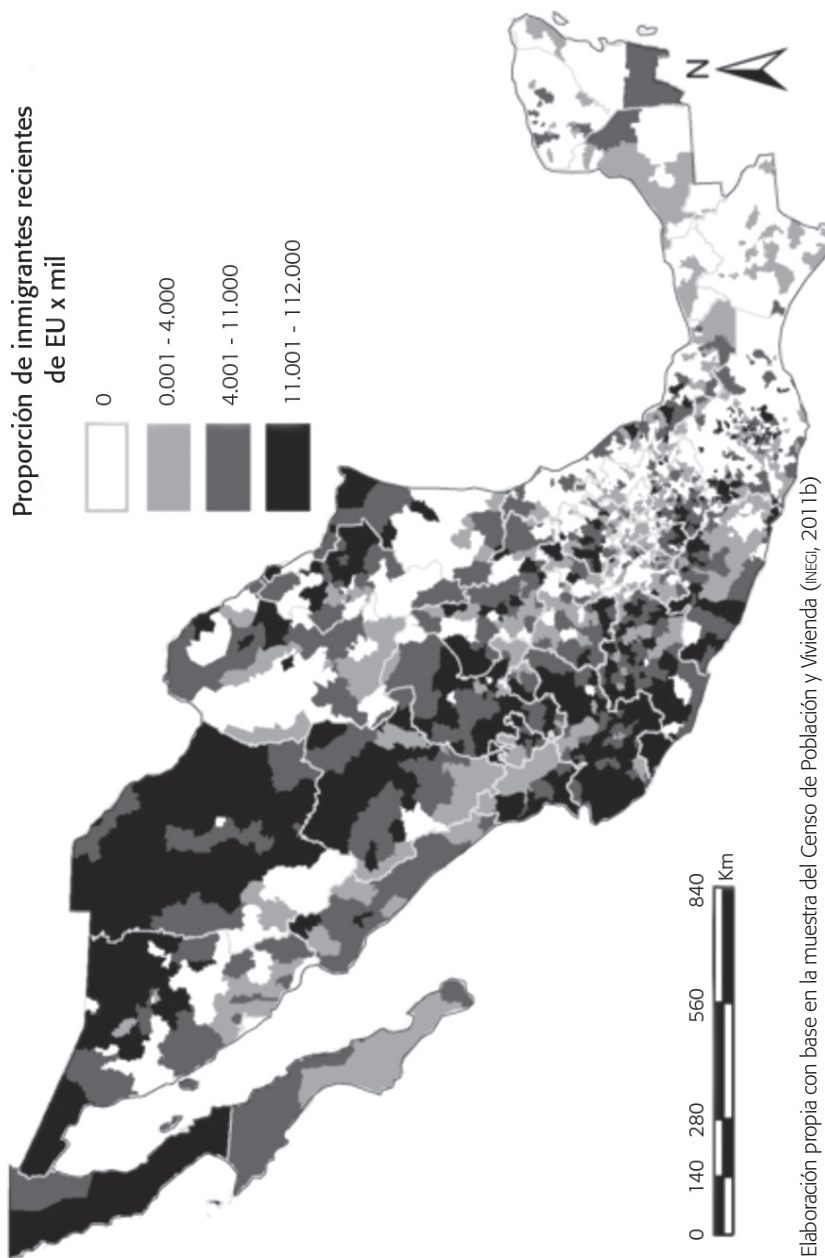 Proporción de inmigrantes recientes
de EU x mil
0
0.001 - 4.000
4.001 - 11.000
11.001 - 112.000
N
0 140 280 560 840
Km
Elaboración propia con base en la muestra del Censo de Población y Vivienda (INEGI, 2011b)